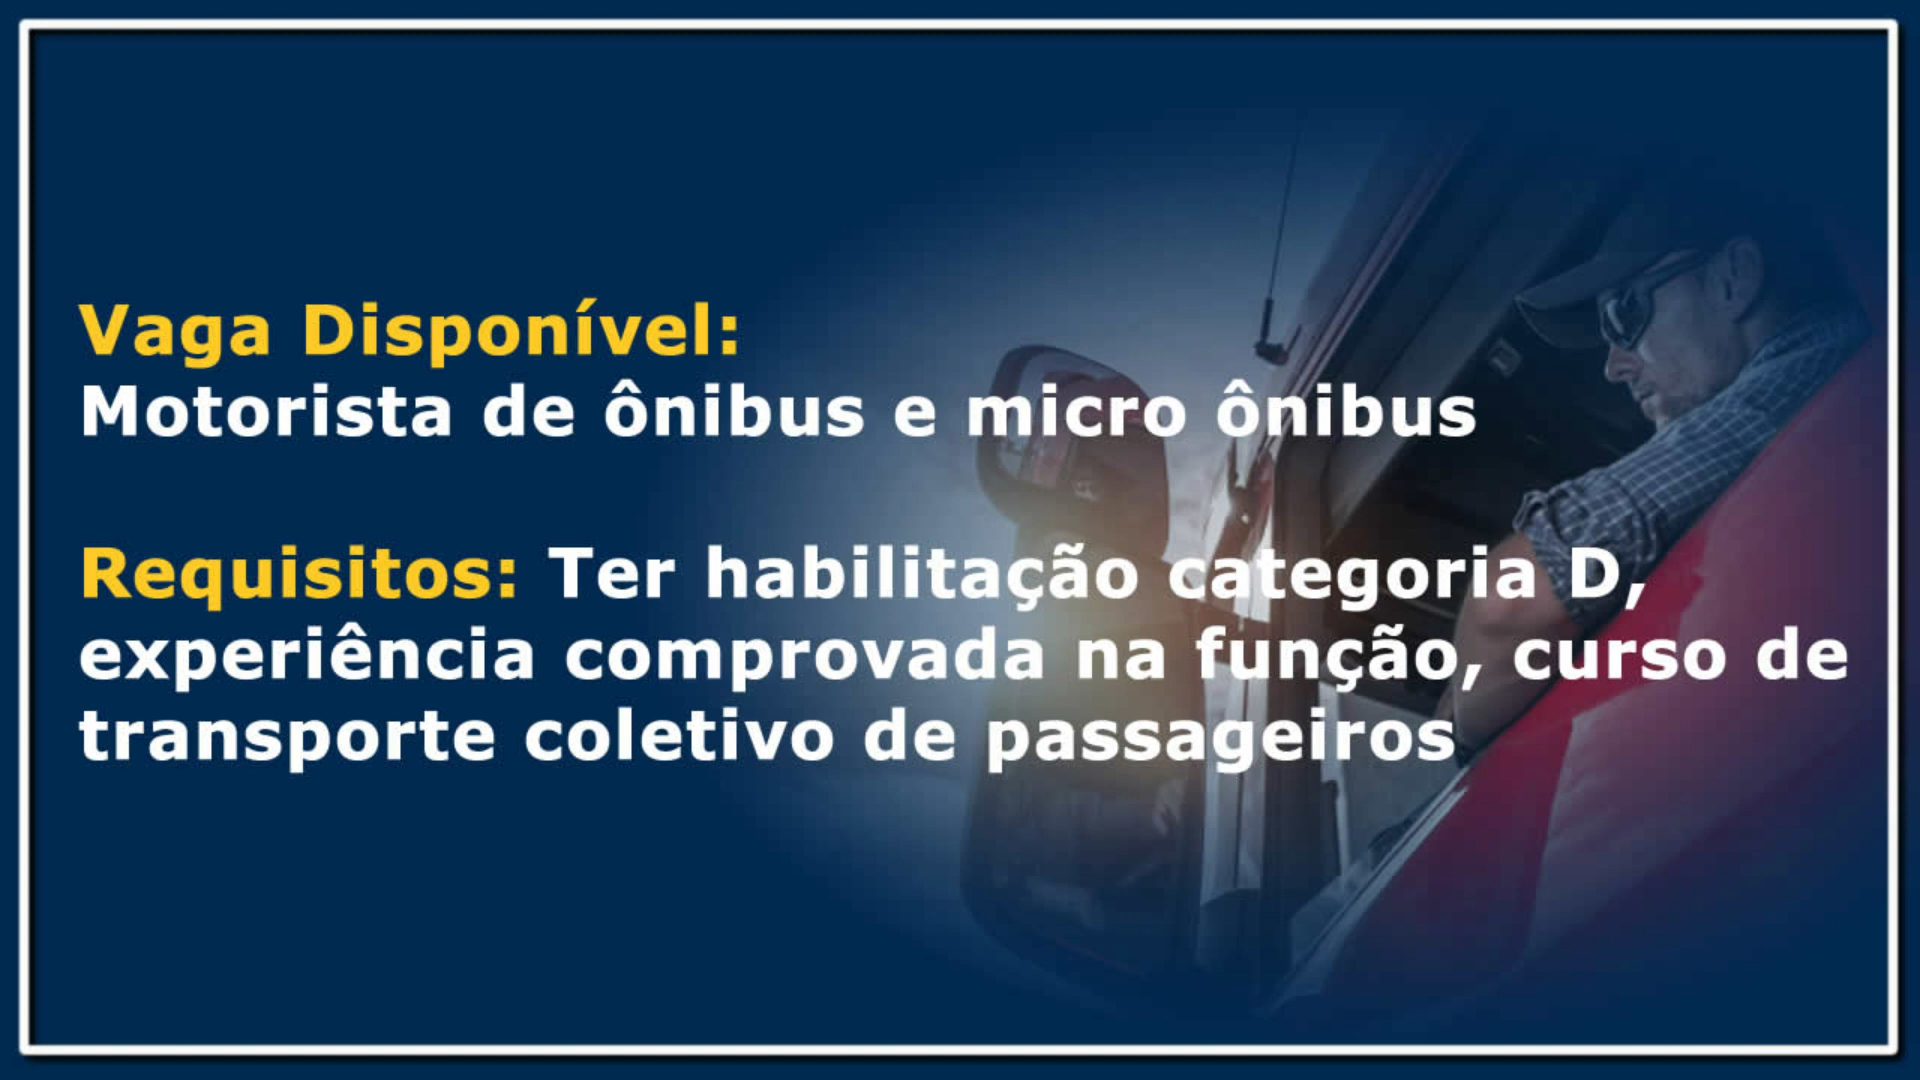 Vaga Disponível:
Motorista de ônibus e micro ônibus
Requisitos: Ter habilitação categoria D,
experiência comprovada na função, curso de
transporte coletivo de passageiros